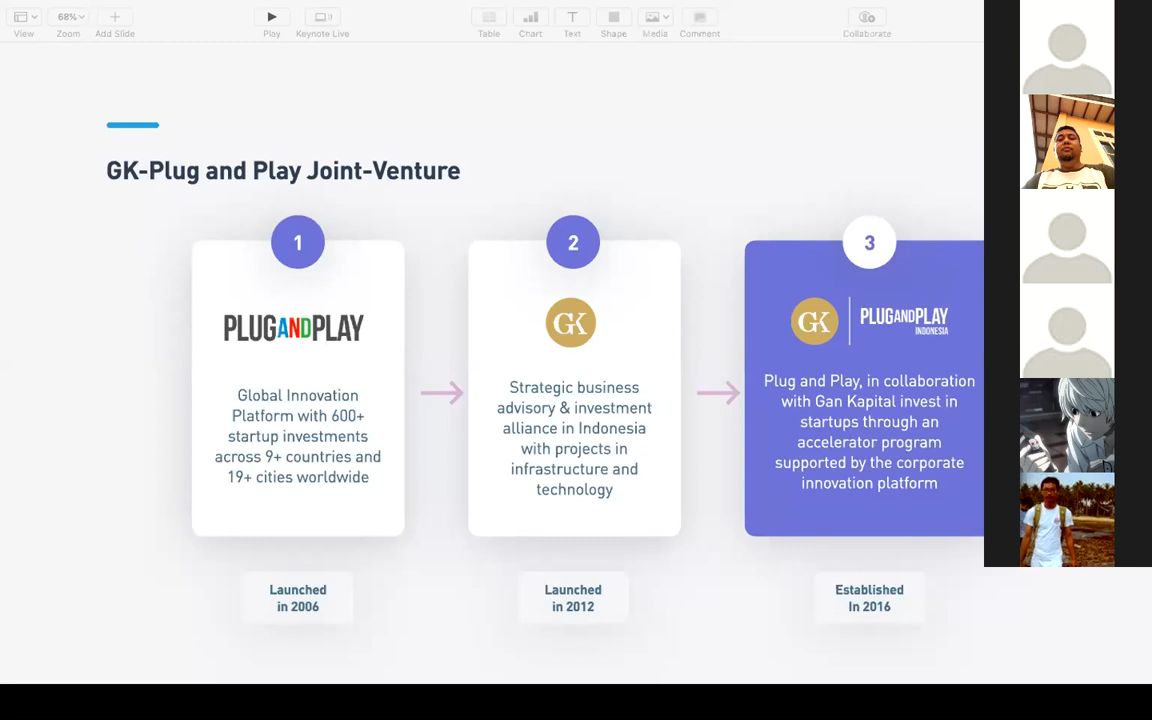 68%
View
Zoom
Add Slide
Play
Keynote Live
Table
Chart
Text
Shape
Media
Comment
Collaborate
GK-Plug and Play Joint-Venture
1
PLUGANDPLAY
Global Innovation
Platform with 600+
startup investments
across 9+ countries and
19+ cities worldwide
Launched
in 2006
2
GK
Strategic business
advisory & investment
alliance in Indonesia
with projects in
infrastructure and
technology
Launched
in 2012
3
GK
PLUGANDPLAY
INDONESIA
Plug and Play, in collaboration
with Gan Kapital invest in
startups through an
accelerator program
supported by the corporate
innovation platform
Established
In 2016